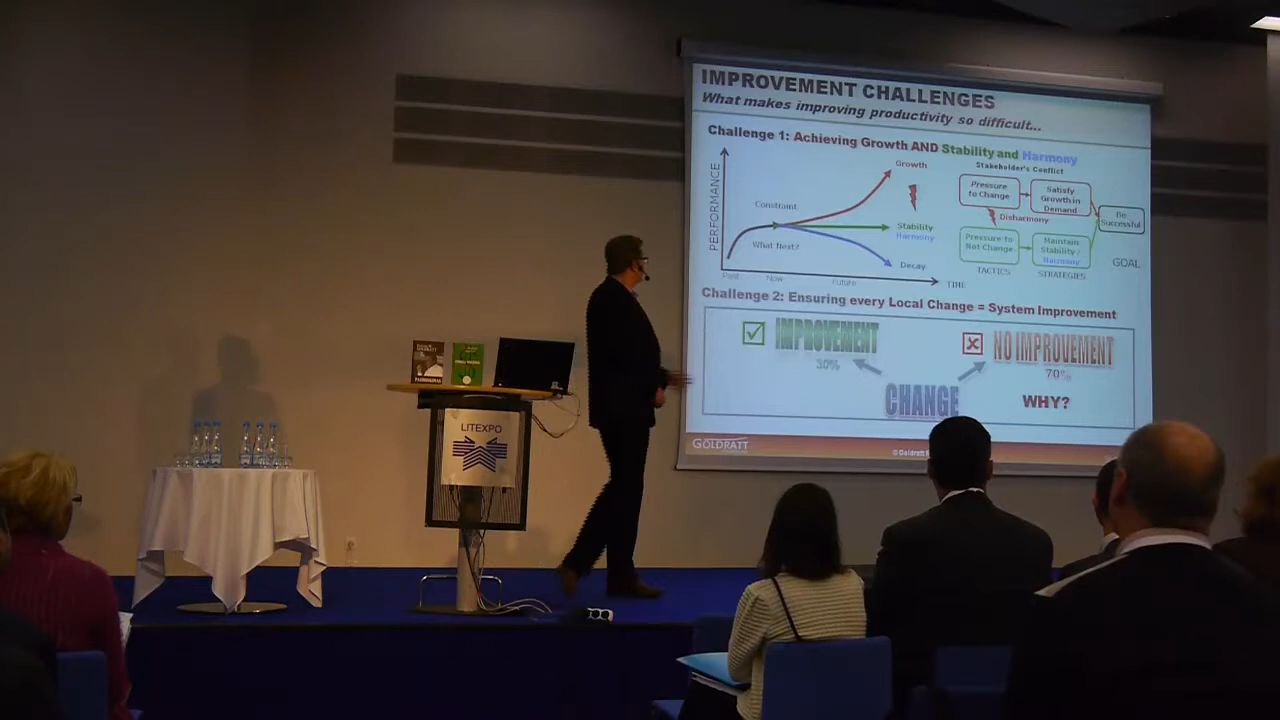 IMPROVEMENT CHALLENGES
What makes improving productivity so difficult...
Challenge 1: Achieving Growth AND Stability and Harmony
PERFORMANCE
Growth
Constraint
Stability
Harmony
What Next?
Decay
Past
Now
Future
TIME
Stakeholder's Conflict
Pressure
to Change
Satisfy
Growth in
Demand
Disharmony
Be
Successful
Pressure to
Not Change
Maintain
Stability /
Harmony
GOAL
TACTICS
STRATEGIES
Challenge 2: Ensuring every Local Change = System Improvement
IMPROVEMENT
30%
NO IMPROVEMENT
70%
CHANGE
WHY?
GOLDRATT
© Goldratt
LITEXPO